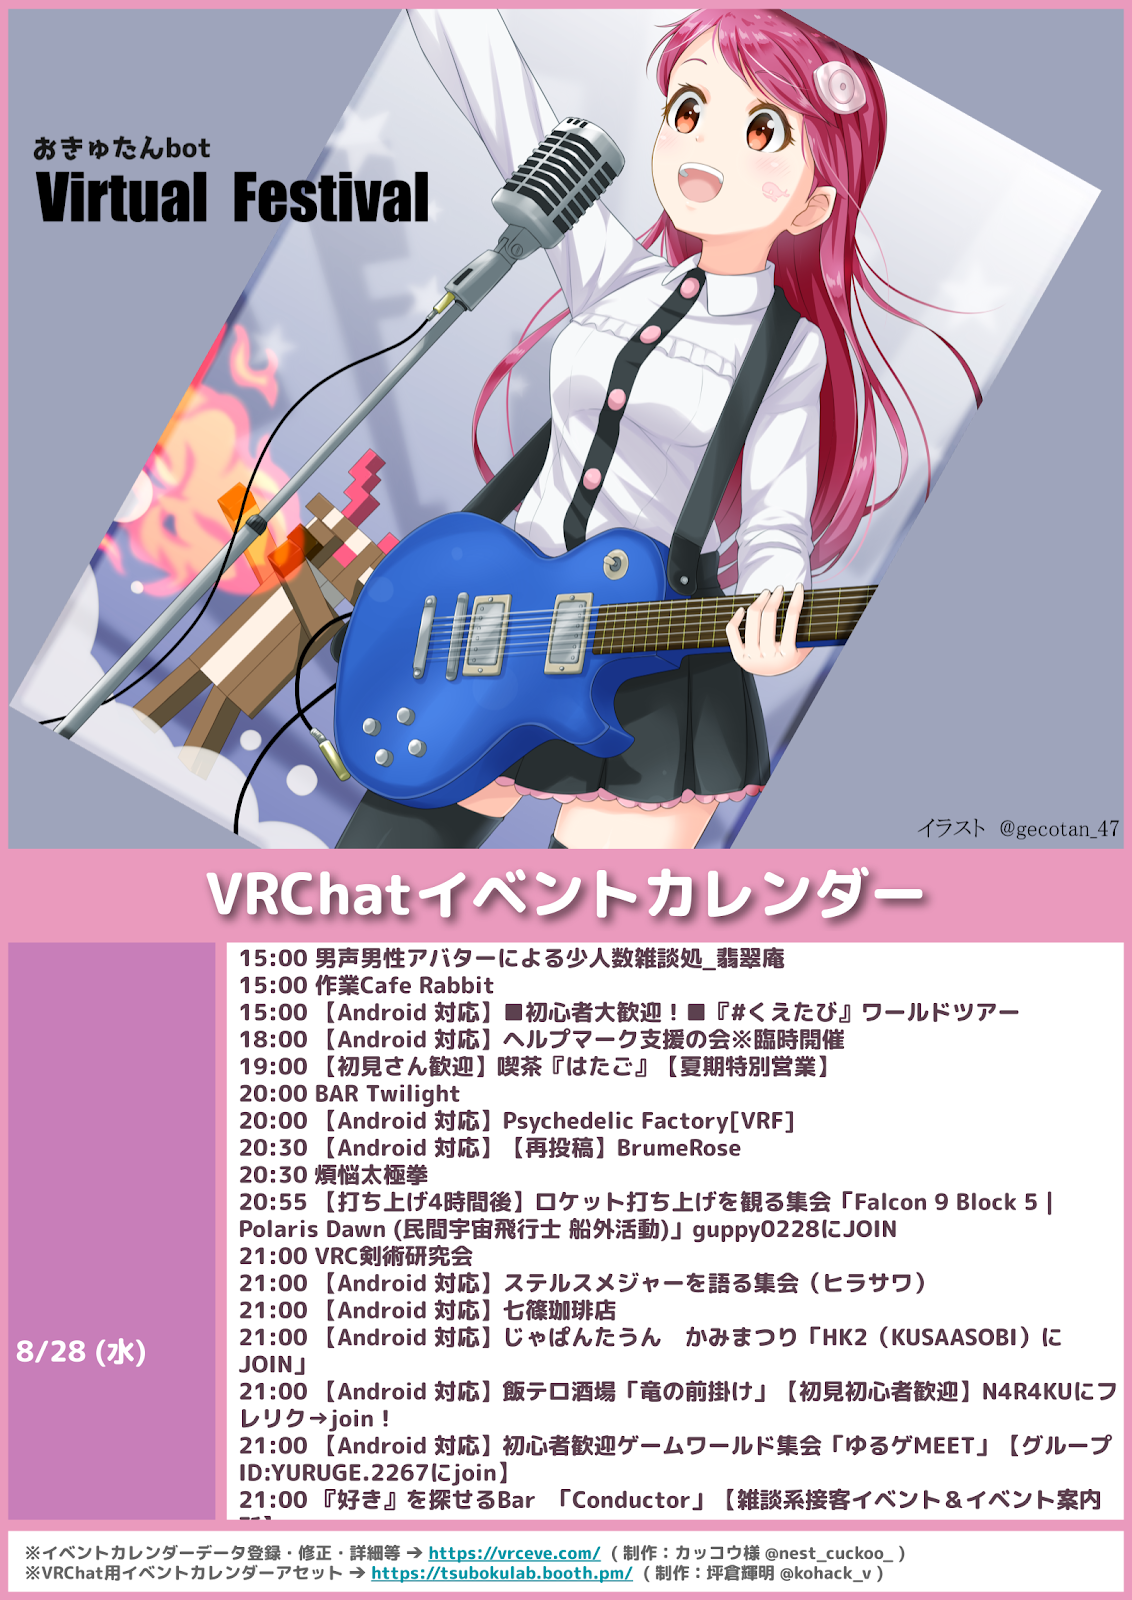 おきゅたんbot
Virtual Festival
イラスト @gecotan_47
VRChatイベントカレンダー
8/28 (水)
15:00 男声男性アバターによる少人数雑談処_翡翠庵
15:00 作業Cafe Rabbit
15:00 【Android 対応】■初心者大歓迎！■『#くえたび』ワールドツアー
18:00 【Android 対応】ヘルプマーク支援の会※臨時開催
19:00 【初見さん歓迎】喫茶『はたご』【夏期特別営業】
20:00 BAR Twilight
20:00 【Android 対応】Psychedelic Factory[VRF]
20:30 【Android 対応】【再投稿】BrumeRose
20:30 煩悩太極拳
20:55 【打ち上げ4時間後】ロケット打ち上げを観る集会「Falcon 9 Block 5 |
Polaris Dawn (民間宇宙飛行士 船外活動)」guppy0228にJOIN
21:00 VRC剣術研究会
21:00 【Android 対応】ステルスメジャーを語る集会（ヒラサワ）
21:00 【Android 対応】七篠珈琲店
21:00 【Android 対応】じゃぱんたうん　かみまつり「HK2（KUSAASOBI）に
JOIN」
21:00 【Android 対応】飯テロ酒場「竜の前掛け」【初見初心者歓迎】N4R4KUにフ
レリク→join！
21:00 【Android 対応】初心者歓迎ゲームワールド集会「ゆるゲMEET」【グループ
ID:YURUGE.2267にjoin】
21:00 『好き』を探せるBar 「Conductor」【雑談系接客イベント＆イベント案内
※イベントカレンダーデータ登録・修正・詳細等 → https://vrceve.com/ ( 制作：カッコウ様 @nest_cuckoo_ )
※VRChat用イベントカレンダーアセット → https://tsubokulab.booth.pm/ ( 制作：坪倉輝明 @kohack_v )